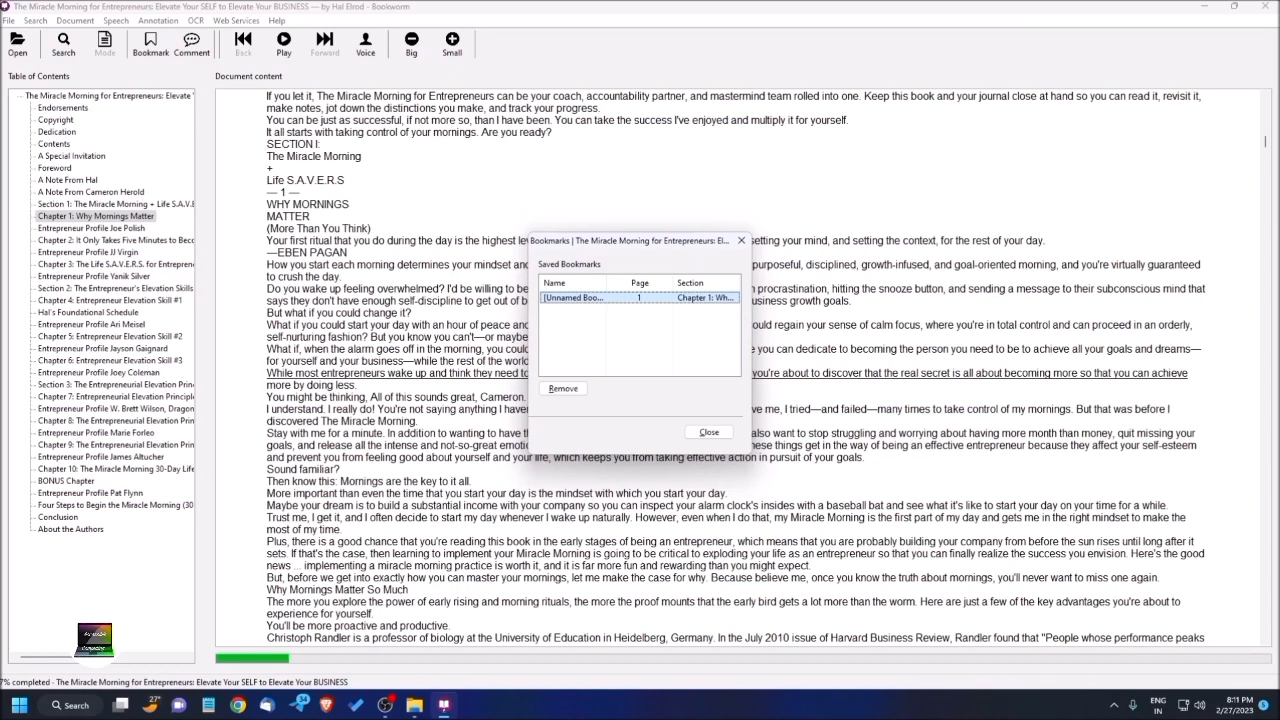 The Miracle Morning for Entrepreneurs: Elevate Your SELF to Elevate Your BUSINESS — by Hal Elrod - Bookworm
File Search Document Speech Annotation OCR Web Services Help
Open Search Mode Bookmark Comment Back Play Forward Voice Big Small
Table of Contents
The Miracle Morning for Entrepreneurs: Elevate
Endorsements
Copyright
Dedication
Contents
A Special Invitation
Foreword
A Note From Hal
A Note From Cameron Herold
Section 1: The Miracle Morning + Life S.A.V.E
Chapter 1: Why Mornings Matter
Entrepreneur Profile Joe Polish
Chapter 2: It Only Takes Five Minutes to Beco
Entrepreneur Profile JJ Virgin
Chapter 3: The Life S.A.V.E.R.S. for Entrepren
Entrepreneur Profile Yanik Silver
Section 2: The Entrepreneur's Elevation Skills
Chapter 4: Entrepreneur Elevation Skill #1
Hal's Foundational Schedule
Entrepreneur Profile Ari Meisel
Chapter 5: Entrepreneur Elevation Skill #2
Entrepreneur Profile Jayson Gaignard
Chapter 6: Entrepreneur Elevation Skill #3
Entrepreneur Profile Joey Coleman
Section 3: The Entrepreneurial Elevation Prin
Chapter 7: Entrepreneurial Elevation Principle
Entrepreneur Profile W. Brett Wilson, Dragon
Chapter 8: The Entrepreneurial Elevation Prin
Entrepreneur Profile Marie Forleo
Chapter 9: The Entrepreneurial Elevation Prin
Entrepreneur Profile James Altucher
Chapter 10: The Miracle Morning 30-Day Life
BONUS Chapter
Entrepreneur Profile Pat Flynn
Four Steps to Begin the Miracle Morning (30
Conclusion
About the Authors
Document content
If you let it, The Miracle Morning for Entrepreneurs can be your coach, accountability partner, and mastermind team rolled into one. Keep this book and your journal close at hand so you can read it, revisit it,
make notes, jot down the distinctions you make, and track your progress.
You can be just as successful, if not more so, than I have been. You can take the success I've enjoyed and multiply it for yourself.
It all starts with taking control of your mornings. Are you ready?
SECTION I:
The Miracle Morning
+
Life S.A.V.E.R.S
— 1 —
WHY MORNINGS
MATTER
(More Than You Think)
Your first ritual that you do during the day is the highest lev setting your mind, and setting the context, for the rest of your day.
—EBEN PAGAN
How you start each morning determines your mindset and purposeful, disciplined, growth-infused, and goal-oriented morning, and you're virtually guaranteed
to crush the day.
Do you wake up feeling overwhelmed? I'd be willing to be procrastination, hitting the snooze button, and sending a message to their subconscious mind that
says they don't have enough self-discipline to get out of b usiness growth goals.
But what if you could change it?
What if you could start your day with an hour of peace an ould regain your sense of calm focus, where you're in total control and can proceed in an orderly,
self-nurturing fashion? But you know you can't—or maybe
What if, when the alarm goes off in the morning, you coul you can dedicate to becoming the person you need to be to achieve all your goals and dreams—
for yourself and your business—while the rest of the world
While most entrepreneurs wake up and think they need to you're about to discover that the real secret is all about becoming more so that you can achieve
more by doing less.
You might be thinking, All of this sounds great, Cameron.
I understand. I really do! You're not saying anything I have ve me, I tried—and failed—many times to take control of my mornings. But that was before I
discovered The Miracle Morning.
Stay with me for a minute. In addition to wanting to have th also want to stop struggling and worrying about having more month than money, quit missing your
goals, and release all the intense and not-so-great emotio hese things get in the way of being an effective entrepreneur because they affect your self-esteem
and prevent you from feeling good about yourself and your life, which keeps you from taking effective action in pursuit of your goals.
Sound familiar?
Then know this: Mornings are the key to it all.
More important than even the time that you start your day is the mindset with which you start your day.
Maybe your dream is to build a substantial income with your company so you can inspect your alarm clock's insides with a baseball bat and see what it's like to start your day on your time for a while.
Trust me, I get it, and I often decide to start my day whenever I wake up naturally. However, even when I do that, my Miracle Morning is the first part of my day and gets me in the right mindset to make the
most of my time.
Plus, there is a good chance that you're reading this book in the early stages of being an entrepreneur, which means that you are probably building your company from before the sun rises until long after it
sets. If that's the case, then learning to implement your Miracle Morning is going to be critical to exploding your life as an entrepreneur so that you can finally realize the success you envision. Here's the good
news ... implementing a miracle morning practice is worth it, and it is far more fun and rewarding than you might expect.
But, before we get into exactly how you can master your mornings, let me make the case for why. Because believe me, once you know the truth about mornings, you'll never want to miss one again.
Why Mornings Matter So Much
The more you explore the power of early rising and morning rituals, the more the proof mounts that the early bird gets a lot more than the worm. Here are just a few of the key advantages you're about to
experience for yourself.
You'll be more proactive and productive.
Christoph Randler is a professor of biology at the University of Education in Heidelberg, Germany. In the July 2010 issue of Harvard Business Review, Randler found that "People whose performance peaks
Bookmarks | The Miracle Morning for Entrepreneurs: El...
Saved Bookmarks
Name Page Section
[Unnamed Boo... 1 Chapter 1: Wh...
Remove
Close
7% completed - The Miracle Morning for Entrepreneurs: Elevate Your SELF to Elevate Your BUSINESS
Search
27°
34
ENG
IN
8:11 PM
2/27/2023